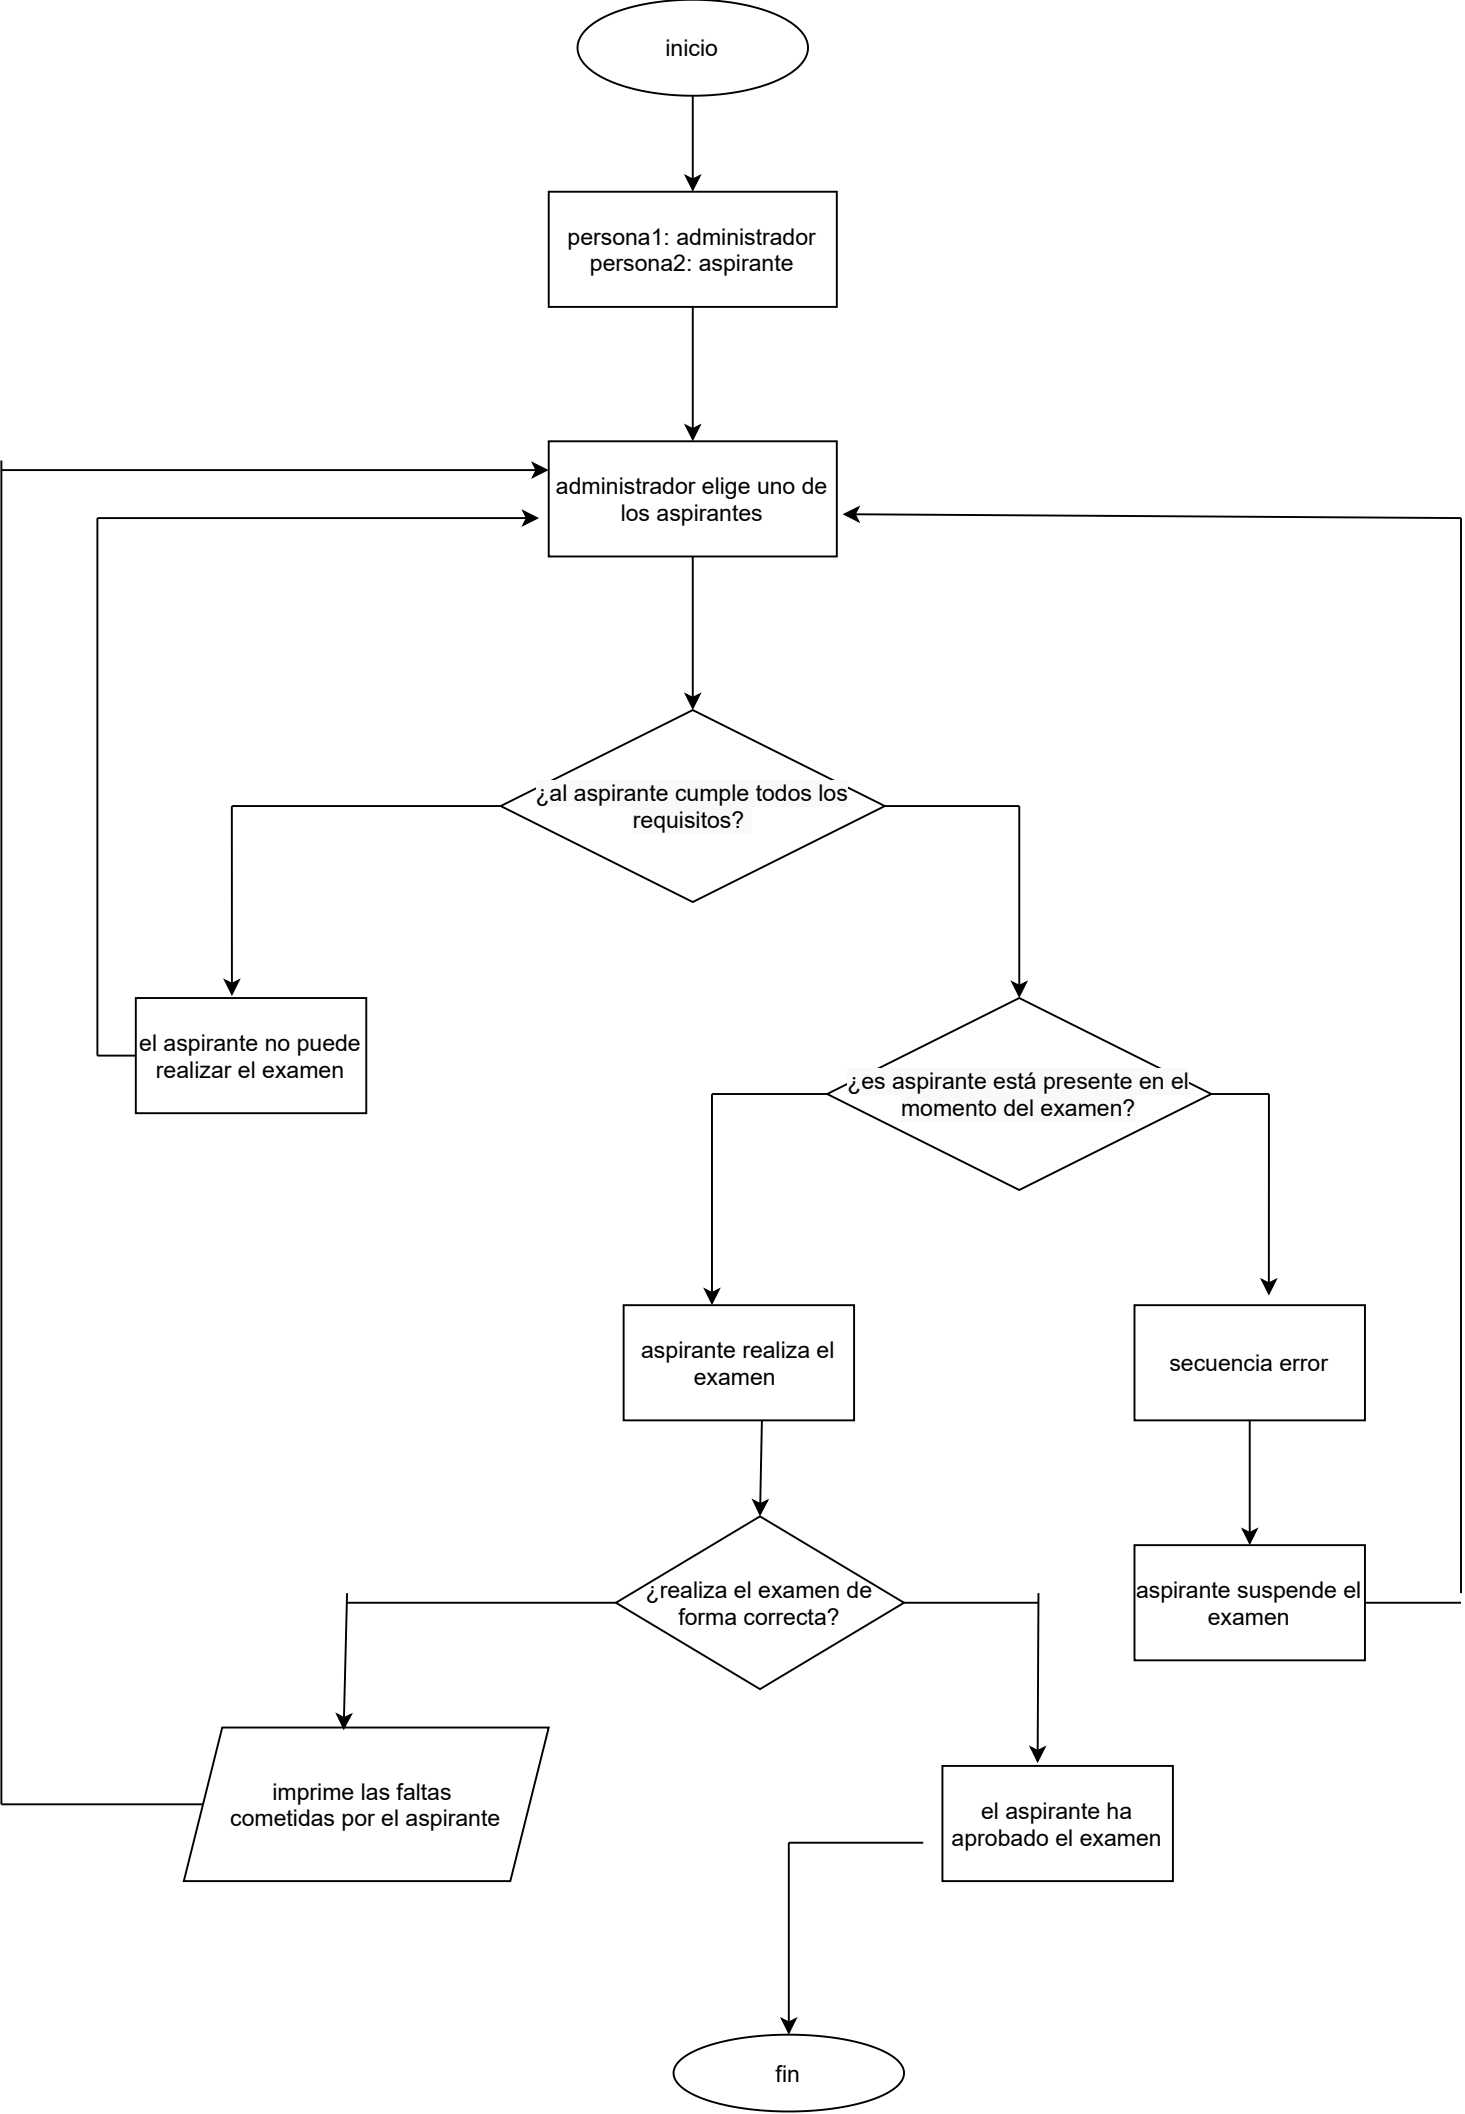 inicio
persona1: administrador
persona2: aspirante
administrador elige uno de
los aspirantes
¿al aspirante cumple todos los
requisitos?
el aspirante no puede
realizar el examen
¿es aspirante está presente en el
momento del examen?
aspirante realiza el
examen
secuencia error
¿realiza el examen de
forma correcta?
aspirante suspende el
examen
imprime las faltas
cometidas por el aspirante
el aspirante ha
aprobado el examen
fin